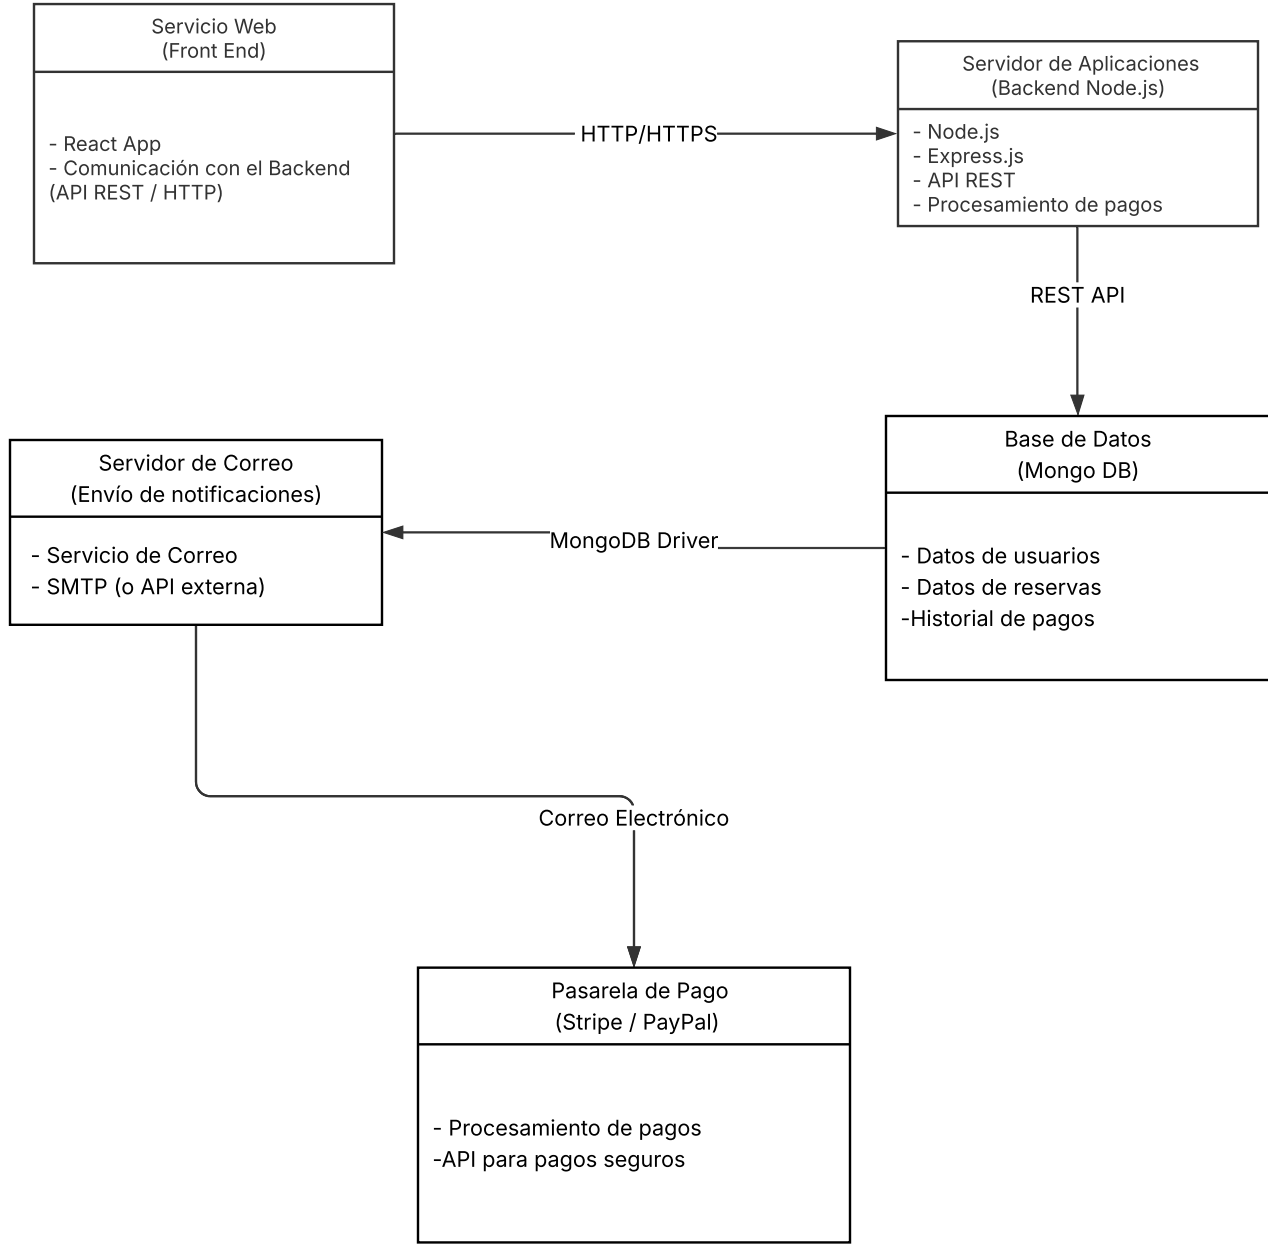 Servicio Web
(Front End)
- React App
- Comunicación con el Backend
(API REST / HTTP)
HTTP/HTTPS
Servidor de Aplicaciones
(Backend Node.js)
- Node.js
- Express.js
- API REST
- Procesamiento de pagos
REST API
Base de Datos
(Mongo DB)
- Datos de usuarios
- Datos de reservas
-Historial de pagos
MongoDB Driver
Servidor de Correo
(Envío de notificaciones)
- Servicio de Correo
- SMTP (o API externa)
Correo Electrónico
Pasarela de Pago
(Stripe / PayPal)
- Procesamiento de pagos
-API para pagos seguros